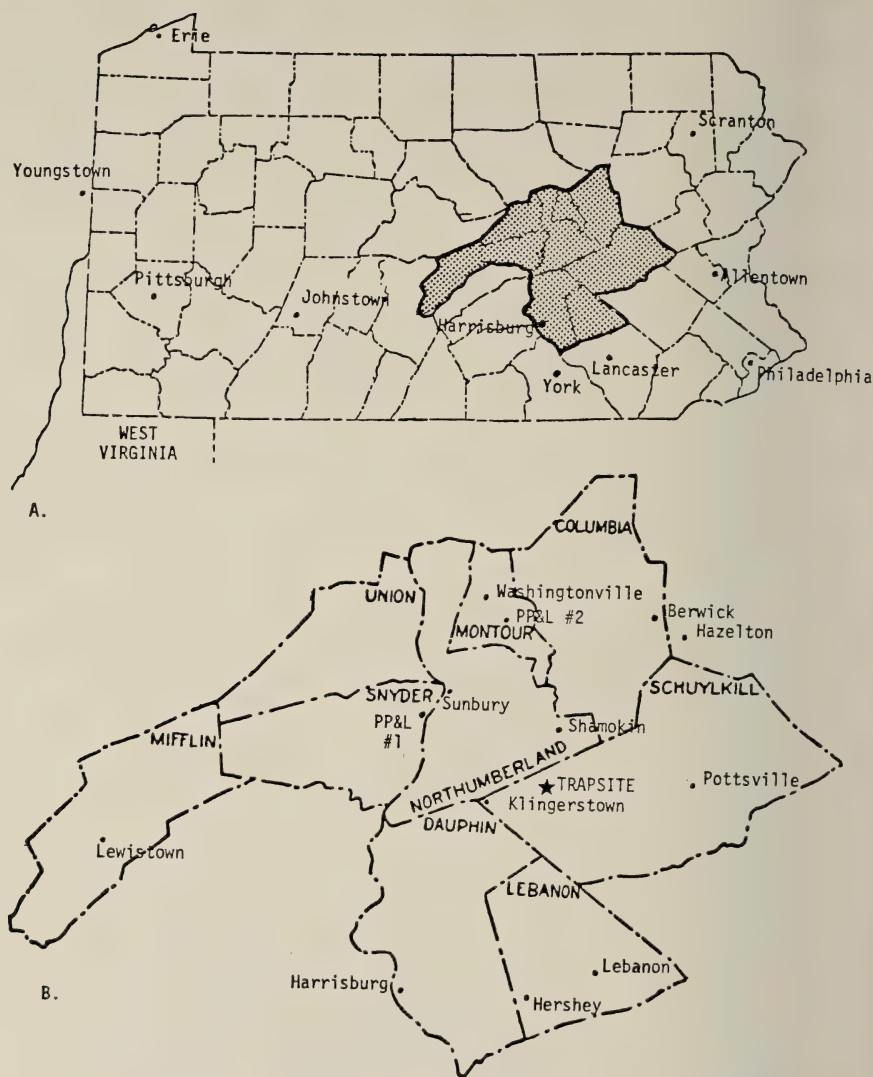 Erie
Scranton
Youngstown
Pittsburgh
Johnstown
Allentown
Harrisburg
Lancaster
York
Philadelphia
WEST
VIRGINIA
A.
COLUMBIA
UNION
Washingtonville
Berwick
PP&L #2
MONTOUR
Hazelton
SNYDER
Sunbury
SCHUYLKILL
PP&L
#1
Shamokin
MIFFLIN
NORTHUMBERLAND
TRAPSITE
Pottsville
Klingerstown
DAUPHIN
Lewistown
LEBANON
Lebanon
Harrisburg
Hershey
B.